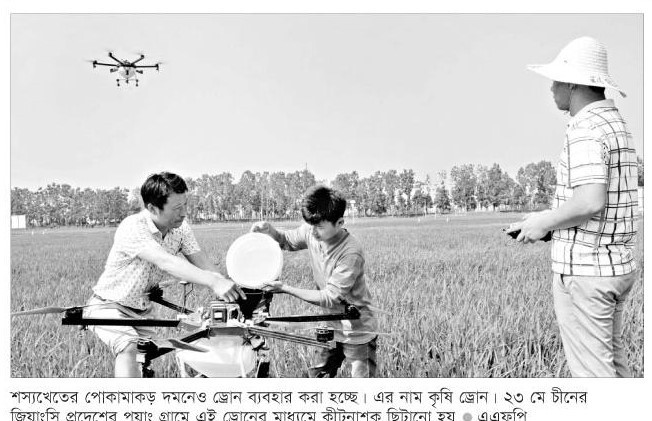 শস্যখেতের পোকামাকড় দমনেও ড্রোন ব্যবহার করা হচ্ছে। এর নাম কৃষি ড্রোন। ২৩ মে চীনের
জিয়াংসি প্রদেশের পয়াং গ্রামে এই ড্রোনের মাধ্যমে কীটনাশক ছিটানো হয় ● এএফপি